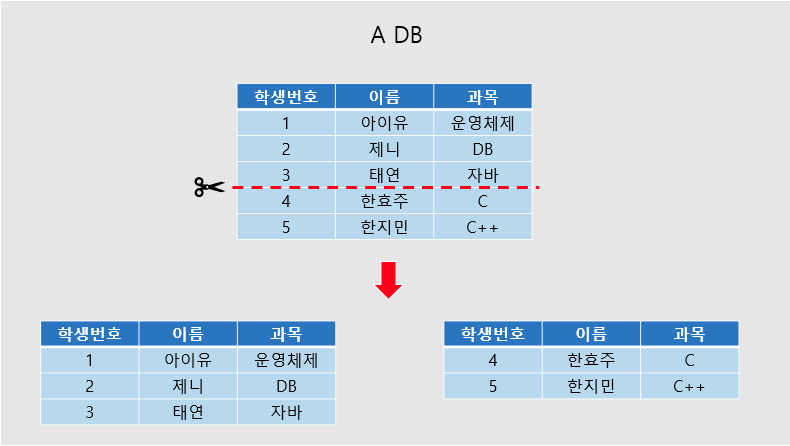 A DB
학생번호 이름 과목
1 아이유 운영체제
2 제니 DB
3 태연 자바
4 한효주 C
5 한지민 C++
학생번호 이름 과목
1 아이유 운영체제
2 제니 DB
3 태연 자바
학생번호 이름 과목
4 한효주 C
5 한지민 C++